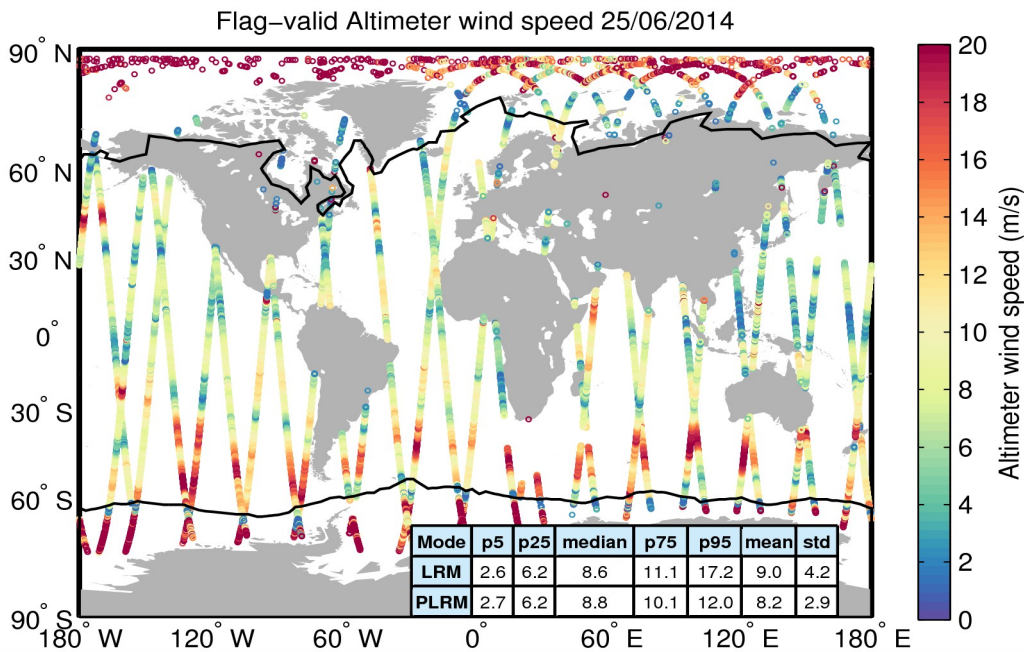 Flag-valid Altimeter wind speed 25/06/2014
90° N
60° N
30° N
0°
30° S
60° S
90° S
180° W
120° W
60° W
0°
60° E
120° E
180° E
Mode p5 p25 median p75 p95 mean std
LRM 2.6 6.2 8.6 11.1 17.2 9.0 4.2
PLRM 2.7 6.2 8.8 10.1 12.0 8.2 2.9
20
18
16
14
12
10
8
6
4
2
0
Altimeter wind speed (m/s)